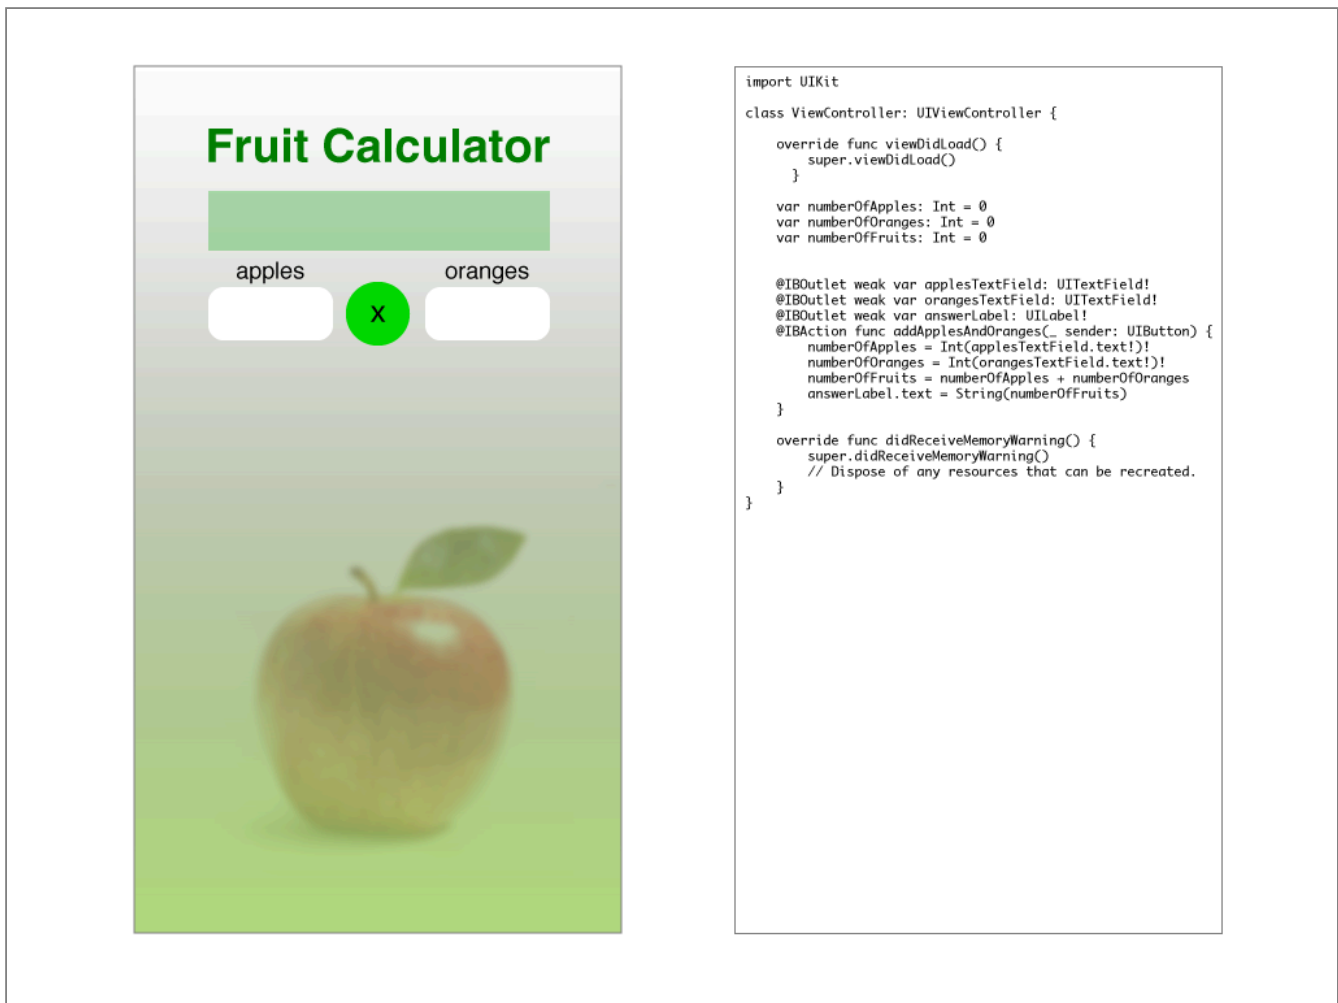 Fruit Calculator
apples
oranges
X
import UIKit
class ViewController: UIViewController {
override func viewDidLoad() {
super.viewDidLoad()
}
var numberOfApples: Int = 0
var numberOfOranges: Int = 0
var numberOfFruits: Int = 0
@IBOutlet weak var applesTextField: UITextField!
@IBOutlet weak var orangesTextField: UITextField!
@IBOutlet weak var answerLabel: UILabel!
@IBAction func addApplesAndOranges(_ sender: UIButton) {
numberOfApples = Int(applesTextField.text!)!
numberOfOranges = Int(orangesTextField.text!)!
numberOfFruits = numberOfApples + numberOfOranges
answerLabel.text = String(numberOfFruits)
}
override func didReceiveMemoryWarning() {
super.didReceiveMemoryWarning()
// Dispose of any resources that can be recreated.
}
}